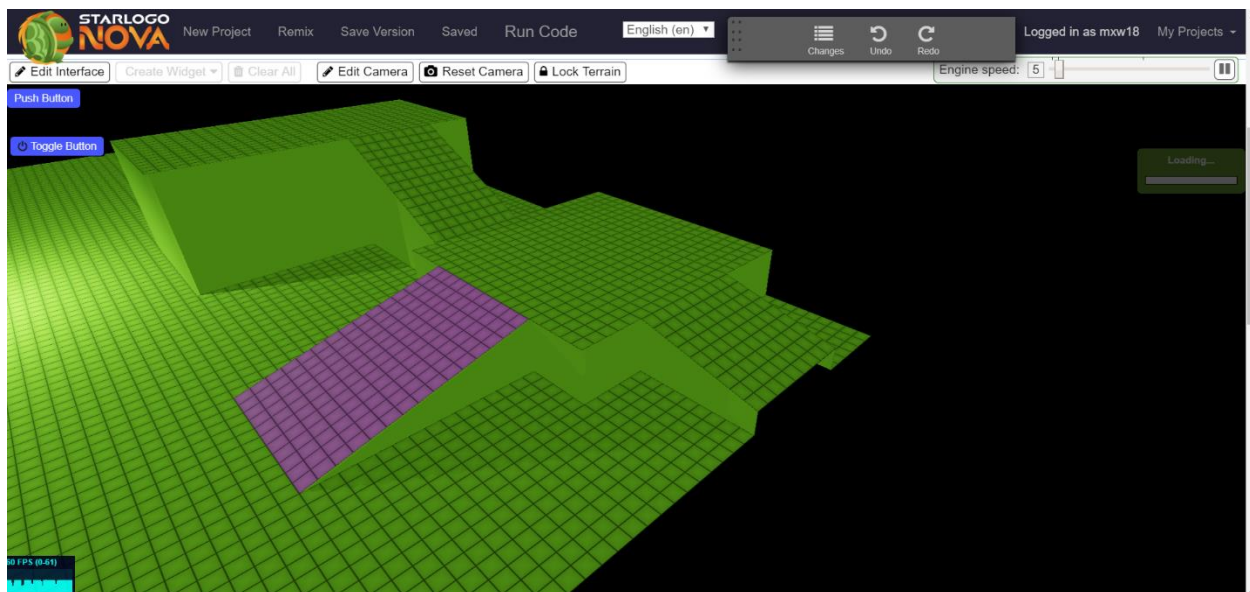 STARLOGO
NOVA
New Project Remix Save Version Saved Run Code English (en) Changes Undo Redo Logged in as mxw18 My Projects
Edit Interface Create Widget Clear All Edit Camera Reset Camera Lock Terrain Engine speed: 5
Push Button
Toggle Button
Loading...
60 FPS (0-61)